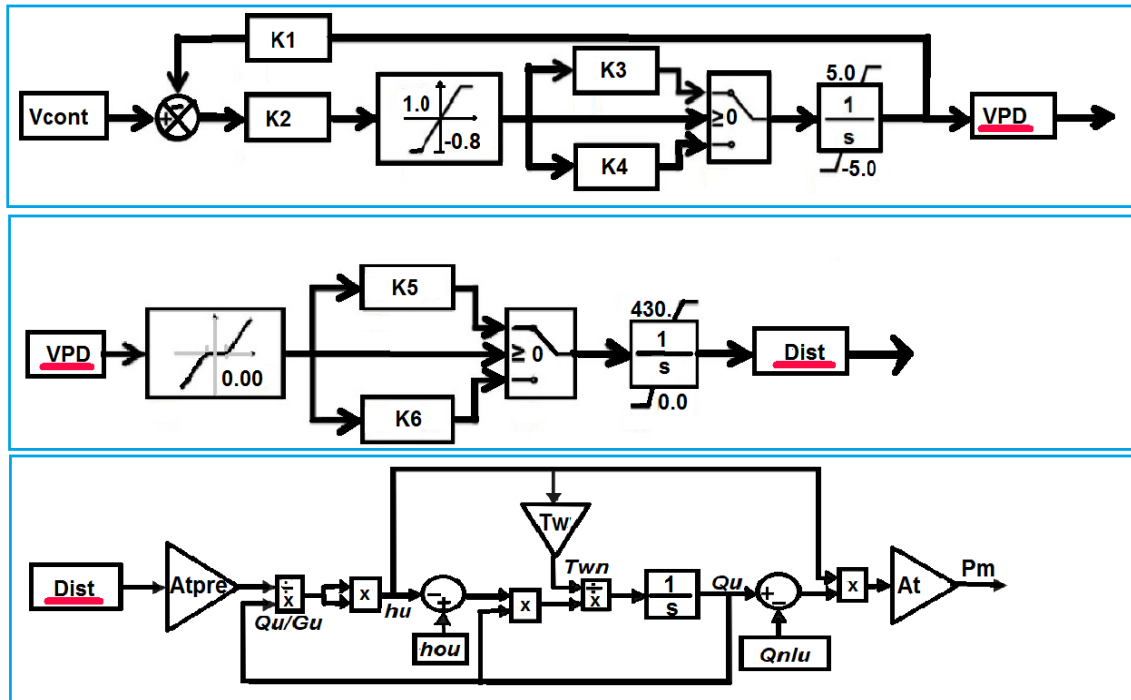 K1
Vcont
+
-
K2
1.0
-0.8
K3
K4
≥ 0
5.0
1
s
-5.0
VPD
VPD
0.00
K5
K6
≥ 0
430.
1
s
0.0
Dist
Dist
Atpre
÷
x
Qu/Gu
x
hu
-
+
hou
x
Tw
Twn
÷
x
1
s
Qu
+
-
Qnlu
x
At
Pm